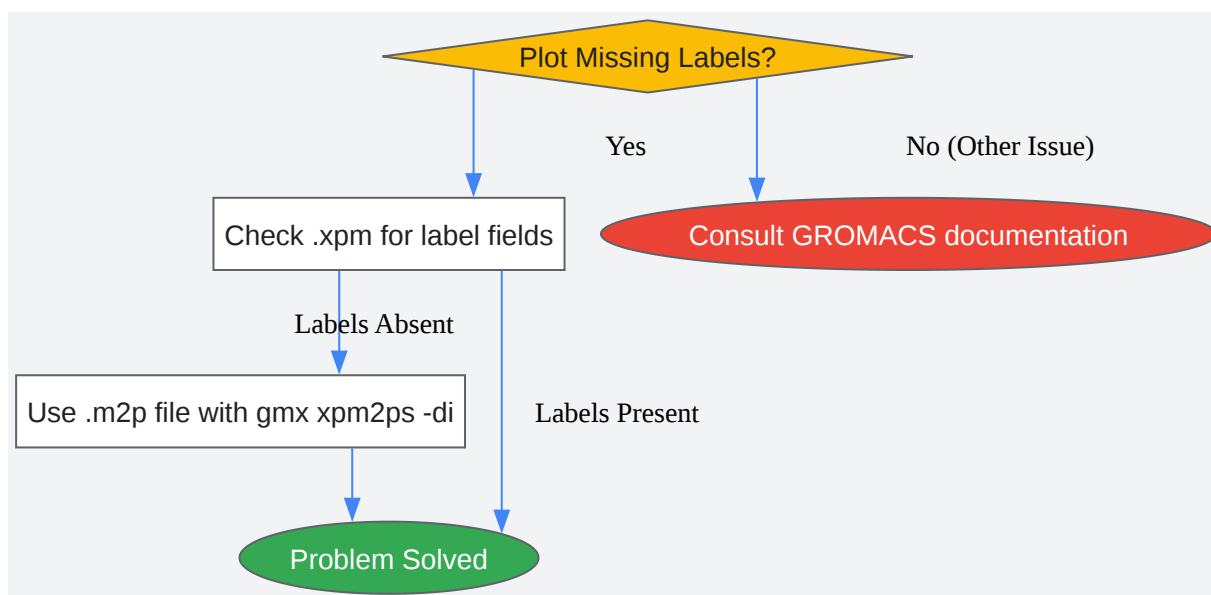 Plot Missing Labels?
Yes
No (Other Issue)
Check .xpm for label fields
Consult GROMACS documentation
Labels Absent
Use .m2p file with gmx xpm2ps -di
Labels Present
Problem Solved